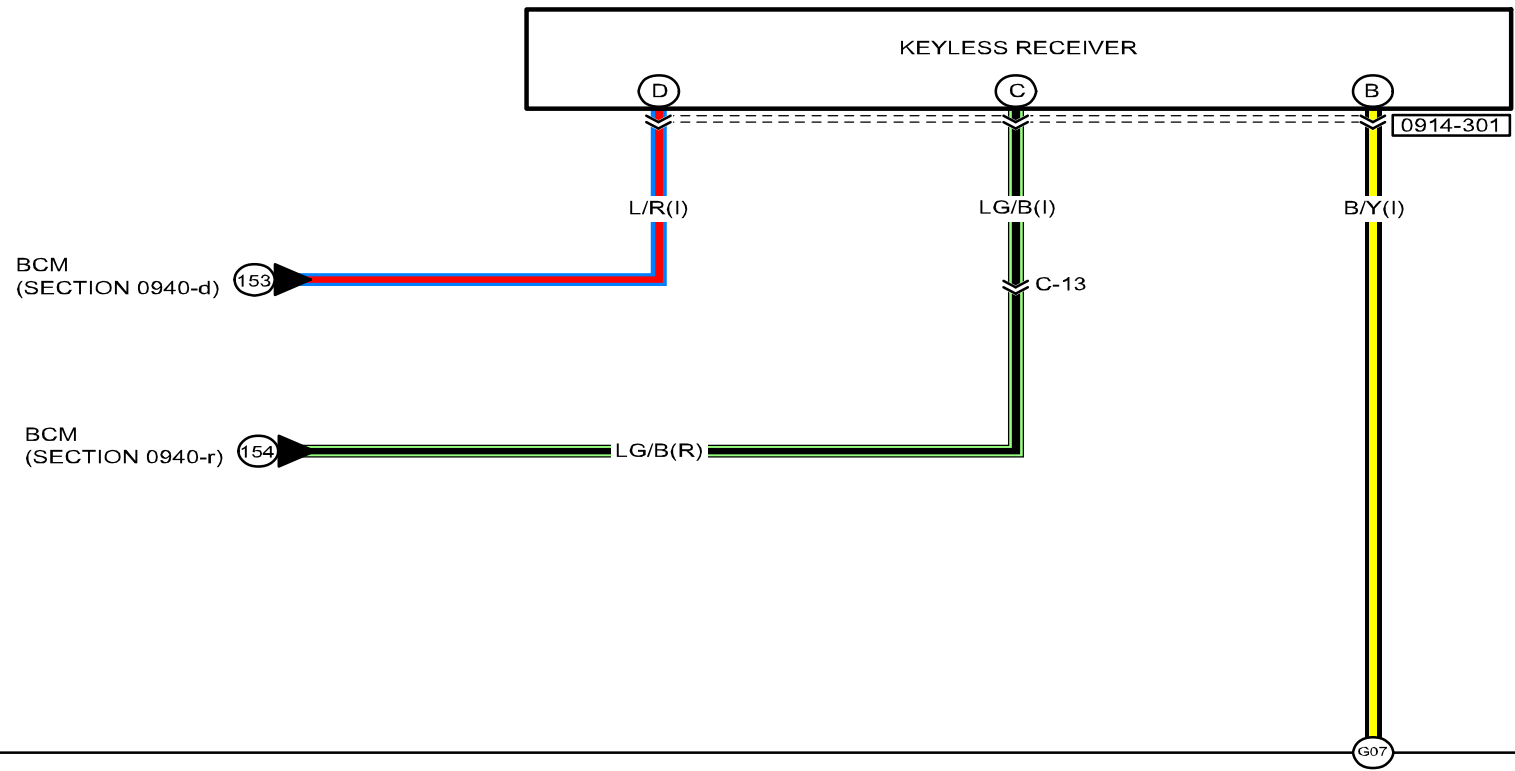 KEYLESS RECEIVER
D
C
B
0914-301
L/R(I)
LG/B(I)
B/Y(I)
BCM
(SECTION 0940-d)
153
C-13
BCM
(SECTION 0940-r)
154
LG/B(R)
G07